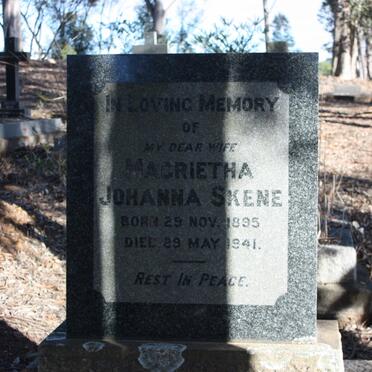 IN LOVING MEMORY
OF
MY DEAR WIFE
MAGRIETHA
JOHANNA SKENE
BORN 29 NOV. 1895
DIED 29 MAY 1941.
REST IN PEACE.